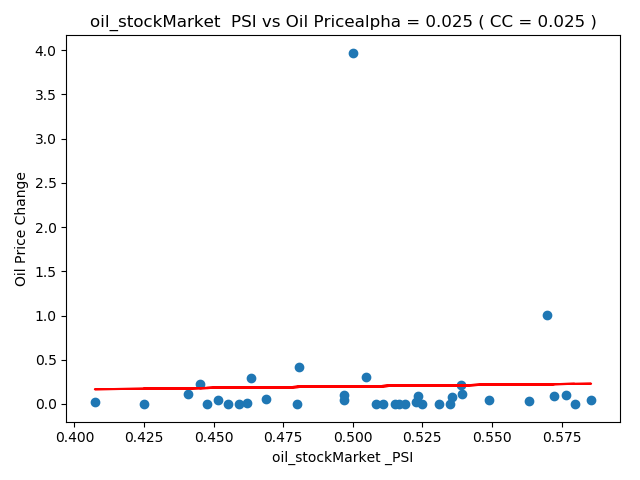 oil_stockMarket  PSI vs Oil Pricealpha = 0.025 ( CC = 0.025 )
Oil Price Change
4.0
3.5
3.0
2.5
2.0
1.5
1.0
0.5
0.0
0.400 0.425 0.450 0.475 0.500 0.525 0.550 0.575
oil_stockMarket _PSI